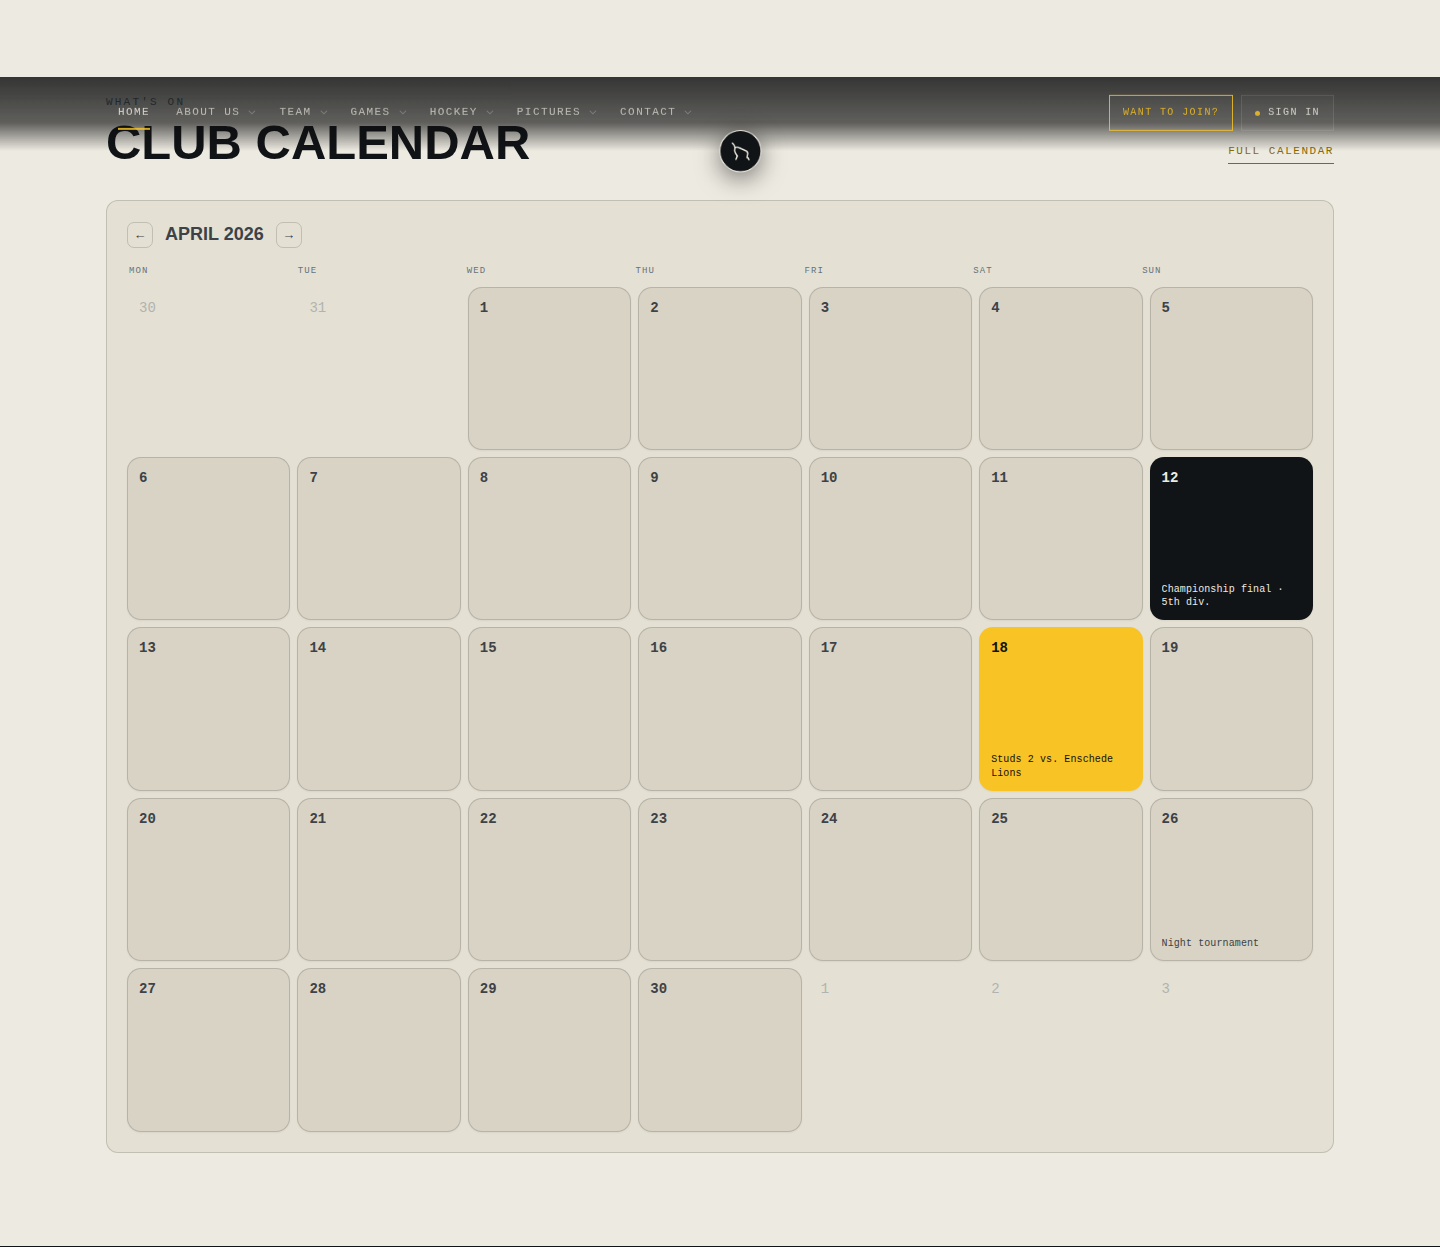 WHAT'S ON
HOME ABOUT US TEAM GAMES HOCKEY PICTURES CONTACT WANT TO JOIN? SIGN IN
CLUB CALENDAR
FULL CALENDAR
← APRIL 2026 →
MON TUE WED THU FRI SAT SUN
30 31 1 2 3 4 5
6 7 8 9 10 11 12
Championship final ·
5th div.
13 14 15 16 17 18 19
Studs 2 vs. Enschede
Lions
20 21 22 23 24 25 26
Night tournament
27 28 29 30 1 2 3